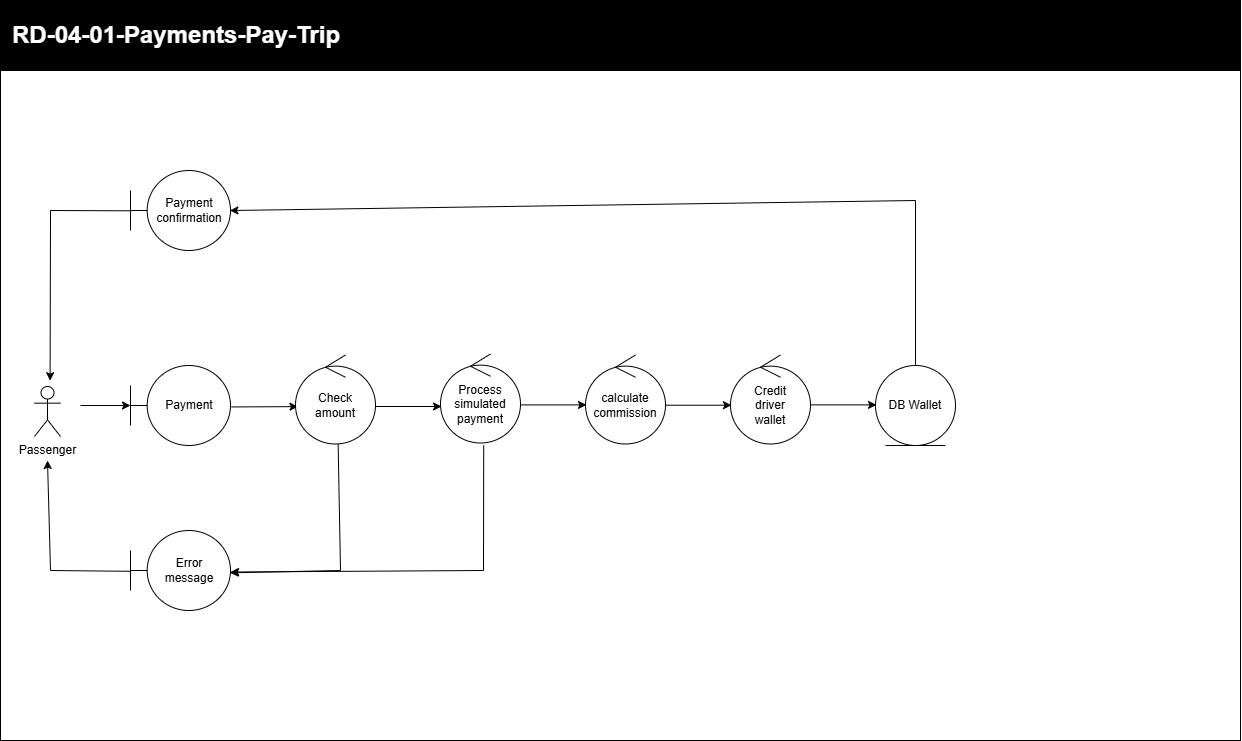 RD-04-01-Payments-Pay-Trip
Payment
confirmation
Passenger
Payment
Check
amount
Process
simulated
payment
calculate
commission
Credit
driver
wallet
DB Wallet
Error
message